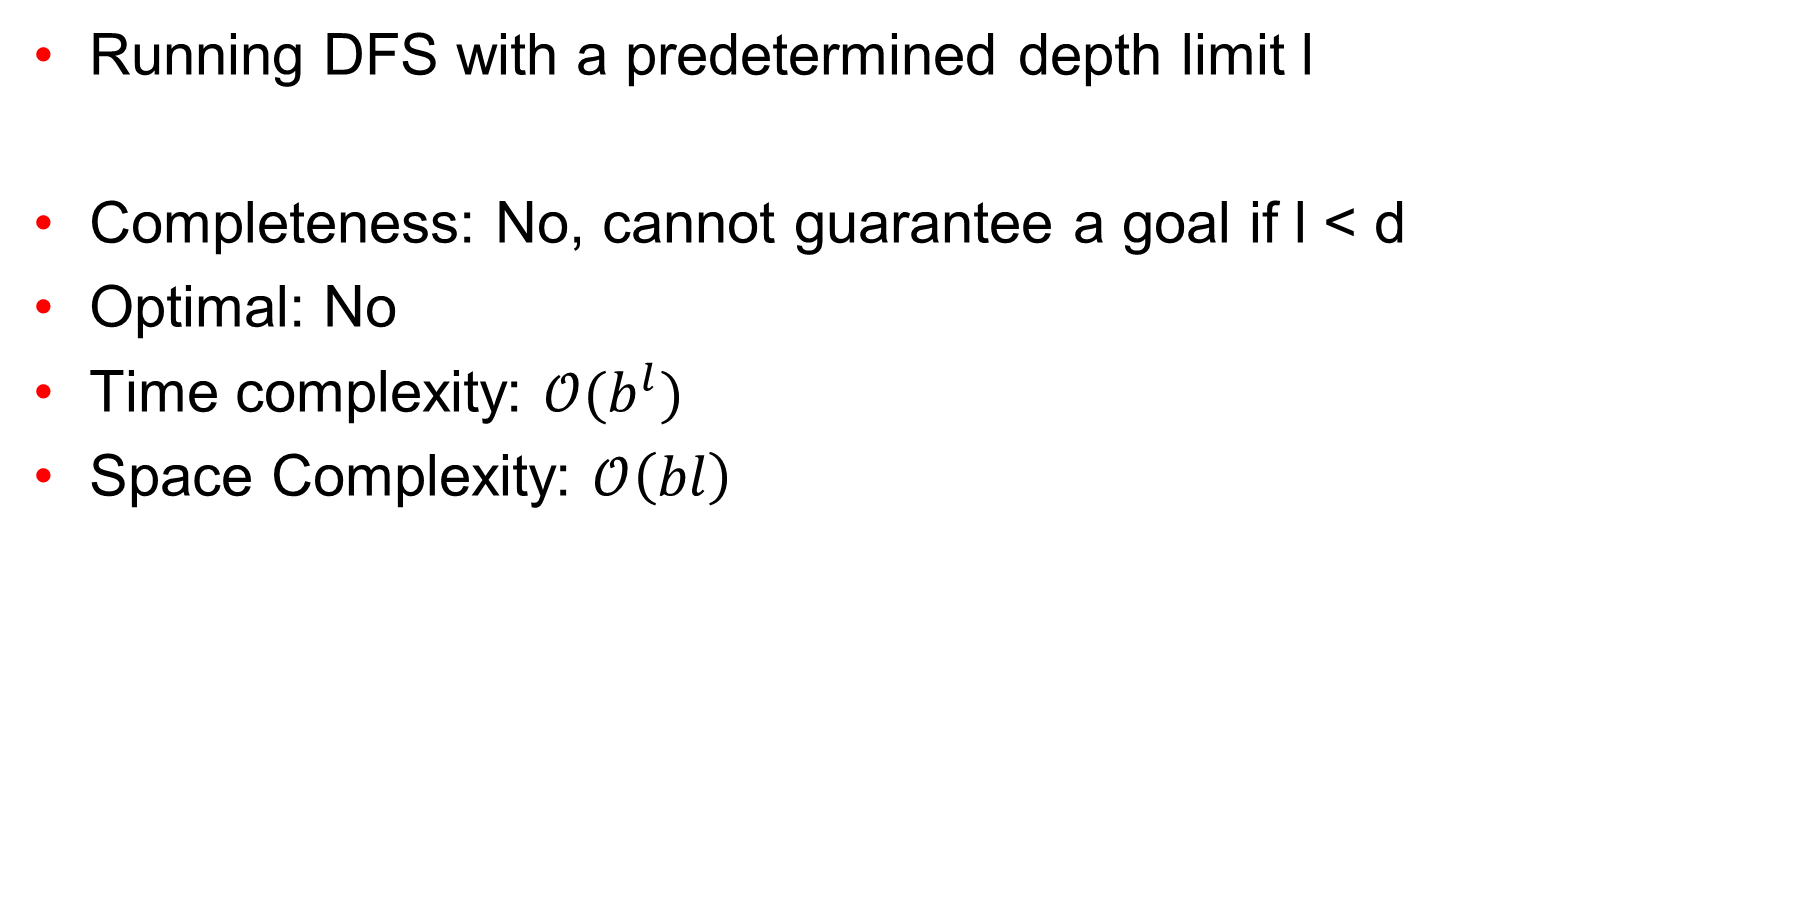 • Running DFS with a predetermined depth limit l
• Completeness: No, cannot guarantee a goal if l < d
• Optimal: No
• Time complexity: 𝒪(𝑏ˡ)
• Space Complexity: 𝒪(𝑏𝑙)